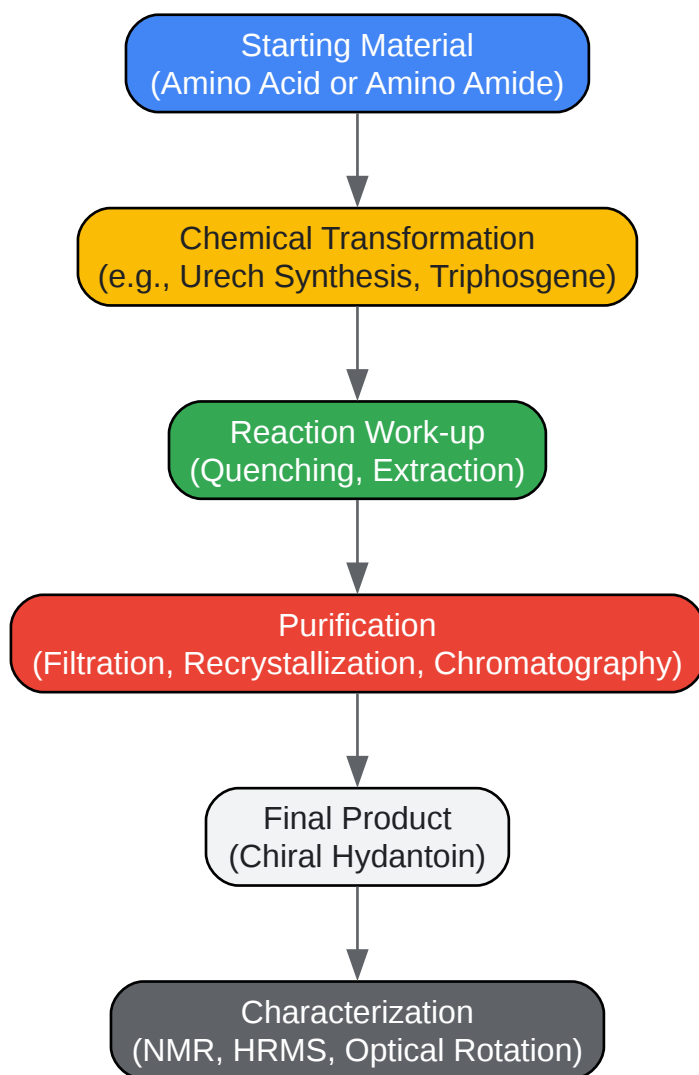 Starting Material
(Amino Acid or Amino Amide)
Chemical Transformation
(e.g., Urech Synthesis, Triphosgene)
Reaction Work-up
(Quenching, Extraction)
Purification
(Filtration, Recrystallization, Chromatography)
Final Product
(Chiral Hydantoin)
Characterization
(NMR, HRMS, Optical Rotation)